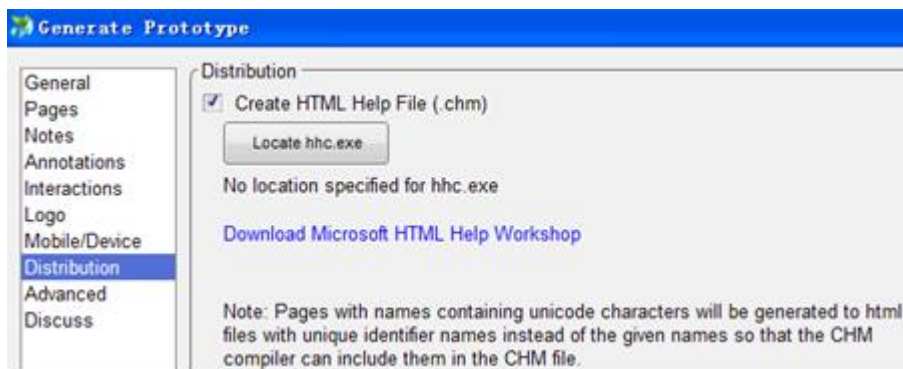 Generate Prototype
General
Pages
Notes
Annotations
Interactions
Logo
Mobile/Device
Distribution
Advanced
Discuss
Distribution
Create HTML Help File (.chm)
Locate hhc.exe
No location specified for hhc.exe
Download Microsoft HTML Help Workshop
Note: Pages with names containing unicode characters will be generated to html
files with unique identifier names instead of the given names so that the CHM
compiler can include them in the CHM file.